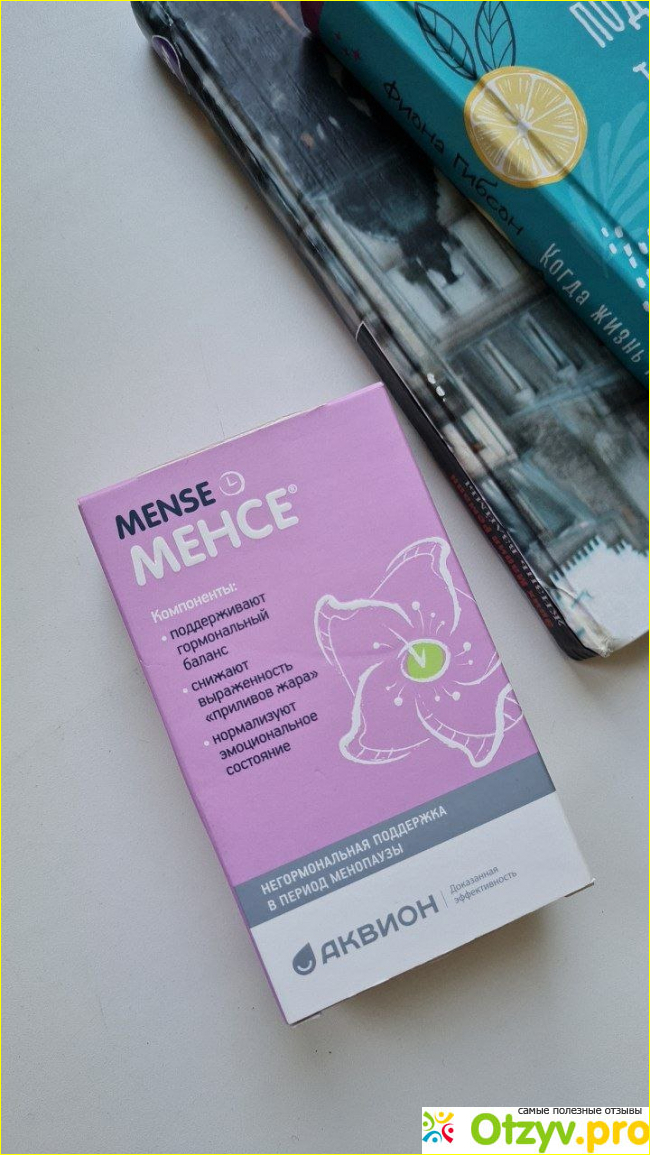 под
Фиона Гибсон
Когда жизнь
MENSE
МЕНСЕ®
Компоненты:
• поддерживают
гормональный
баланс
• снижают
выраженность
«приливов жара»
• нормализуют
эмоциональное
состояние
НЕГОРМОНАЛЬНАЯ ПОДДЕРЖКА
В ПЕРИОД МЕНОПАУЗЫ
АКВИОН
Доказанная
эффективность
самые полезные отзывы
Otzyv.pro